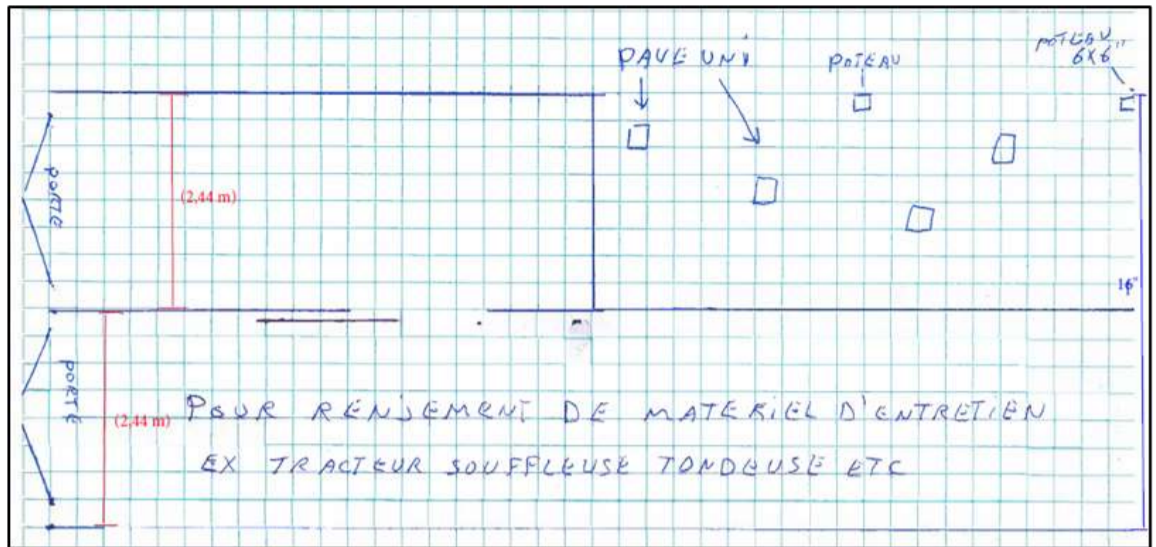 PAVE UNI
POTEAU
POTEAU
6X6"
PORTE
(2,44 m)
16"
PORTE
(2,44 m)
POUR RENJEMENT DE MATERIEL D'ENTRETIEN
EX TRACTEUR SOUFFLEUSE TONDEUSE ETC